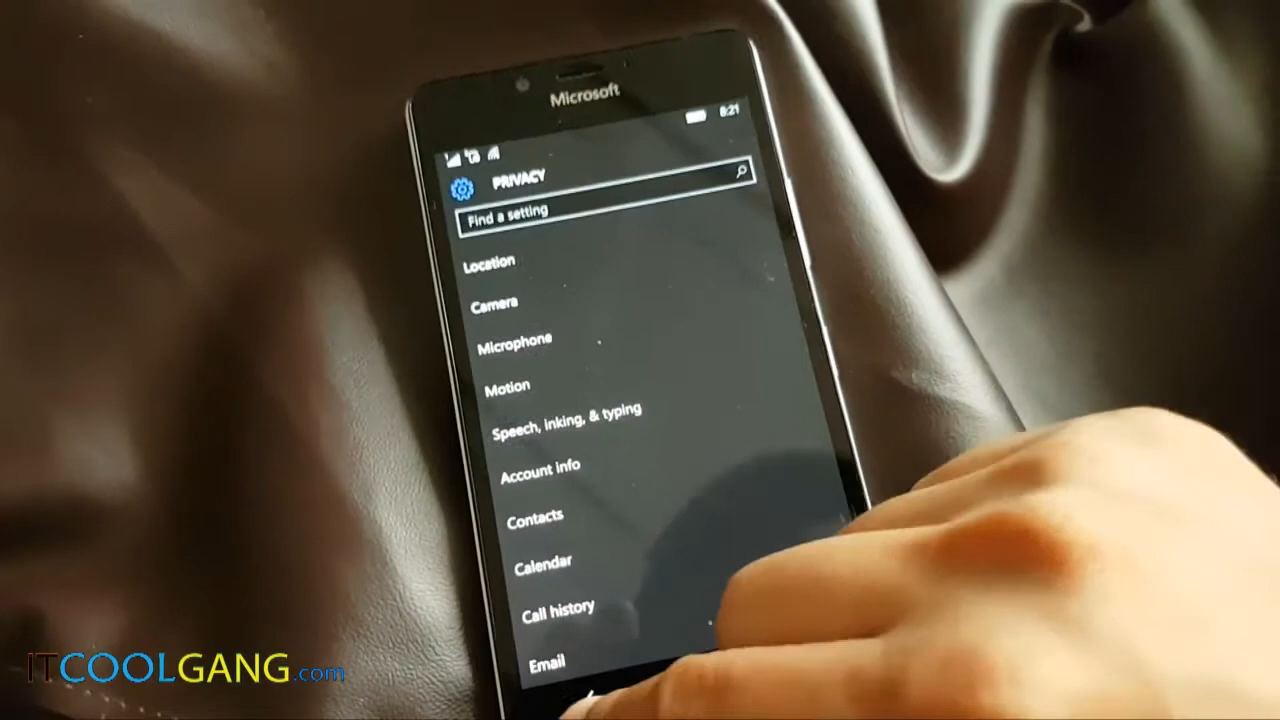 Microsoft
8:21
PRIVACY
Find a setting
Location
Camera
Microphone
Motion
Speech, inking, & typing
Account info
Contacts
Calendar
Call history
Email
ITCOOLGANG.com